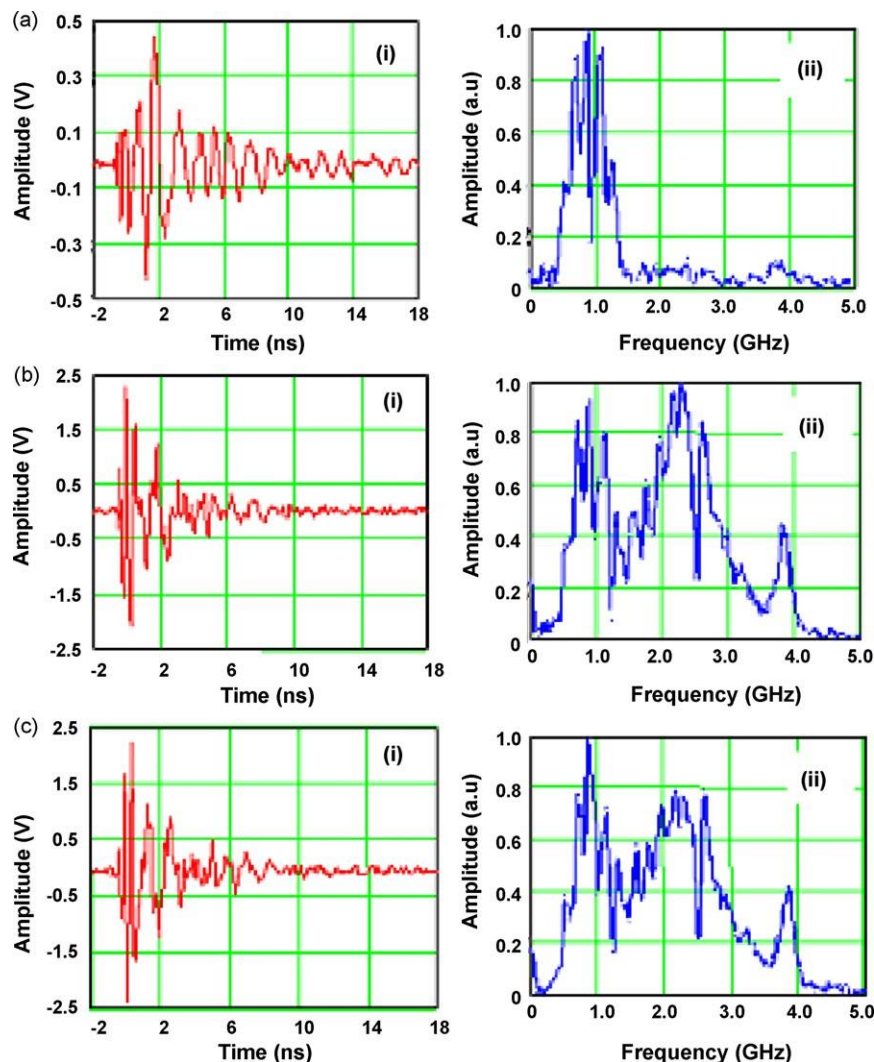 (a)
Amplitude (V)
0.5
0.3
0.1
-0.1
-0.3
-0.5
(i)
-2 2 6 10 14 18
Time (ns)
Amplitude (a.u)
1.0
0.8
0.6
0.4
0.2
0
(ii)
0 1.0 2.0 3.0 4.0 5.0
Frequency (GHz)
(b)
Amplitude (V)
2.5
1.5
0.5
-0.5
-1.5
-2.5
(i)
-2 2 6 10 14 18
Time (ns)
Amplitude (a.u)
1.0
0.8
0.6
0.4
0.2
0
(ii)
0 1.0 2.0 3.0 4.0 5.0
Frequency (GHz)
(c)
Amplitude (V)
2.5
1.5
0.5
-0.5
-1.5
-2.5
(i)
-2 2 6 10 14 18
Time (ns)
Amplitude (a.u)
1.0
0.8
0.6
0.4
0.2
0
(ii)
0 1.0 2.0 3.0 4.0 5.0
Frequency (GHz)